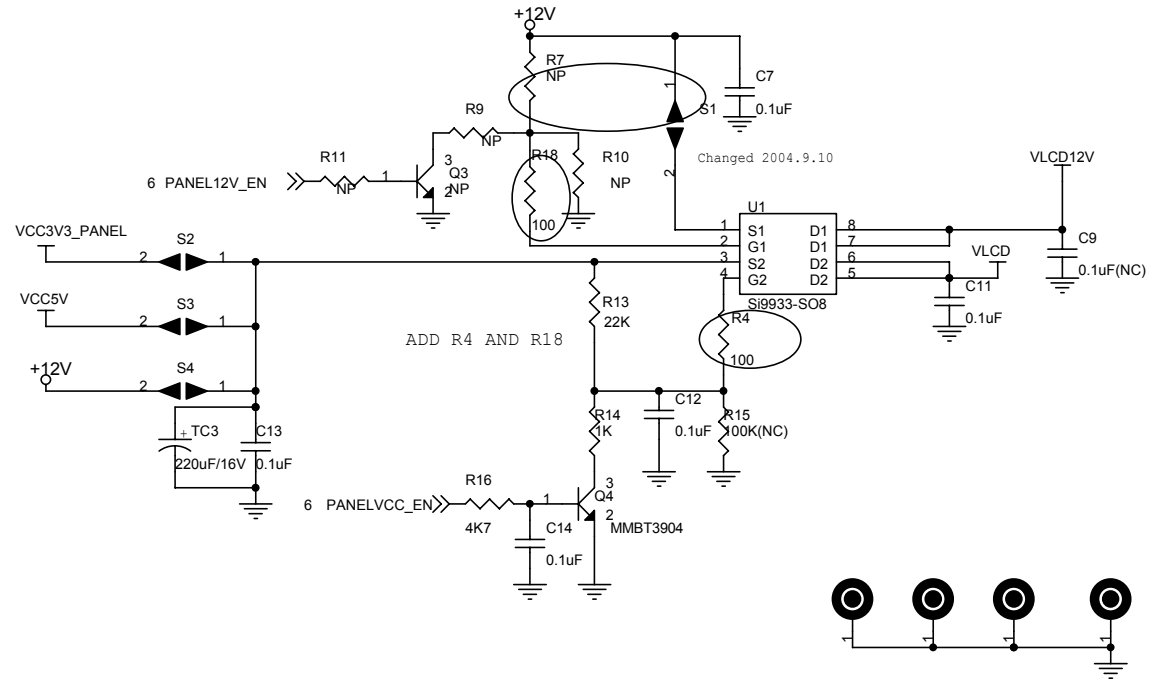 +12V
R7
NP
1
C7
0.1uF
S1
R9
NP
R18
R10
NP
Changed 2004.9.10
VLCD12V
R11
NP
6 PANEL12V_EN
1
3
Q3
NP
2
2
100
U1
VCC3V3_PANEL
S2
2
1
1
S1
D1
8
2
G1
D1
7
3
S2
D2
6
4
G2
D2
5
Si9933-SO8
VLCD
C9
0.1uF(NC)
C11
0.1uF
VCC5V
S3
2
1
R13
22K
R4
100
ADD R4 AND R18
+12V
S4
2
1
C12
0.1uF
R14
1K
R15
100K(NC)
+
TC3
220uF/16V
C13
0.1uF
R16
4K7
6 PANELVCC_EN
1
3
Q4
2
MMBT3904
C14
0.1uF
1
1
1
1